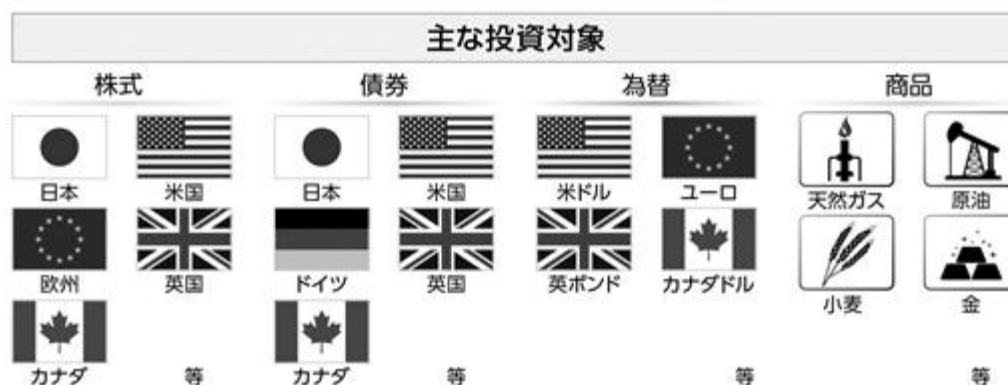 主な投資対象
株式 債券 為替 商品
日本 米国 日本 米国 米ドル ユーロ 天然ガス 原油
欧州 英国 ドイツ 英国 英ポンド カナダドル 小麦 金
カナダ 等 カナダ 等 等 等